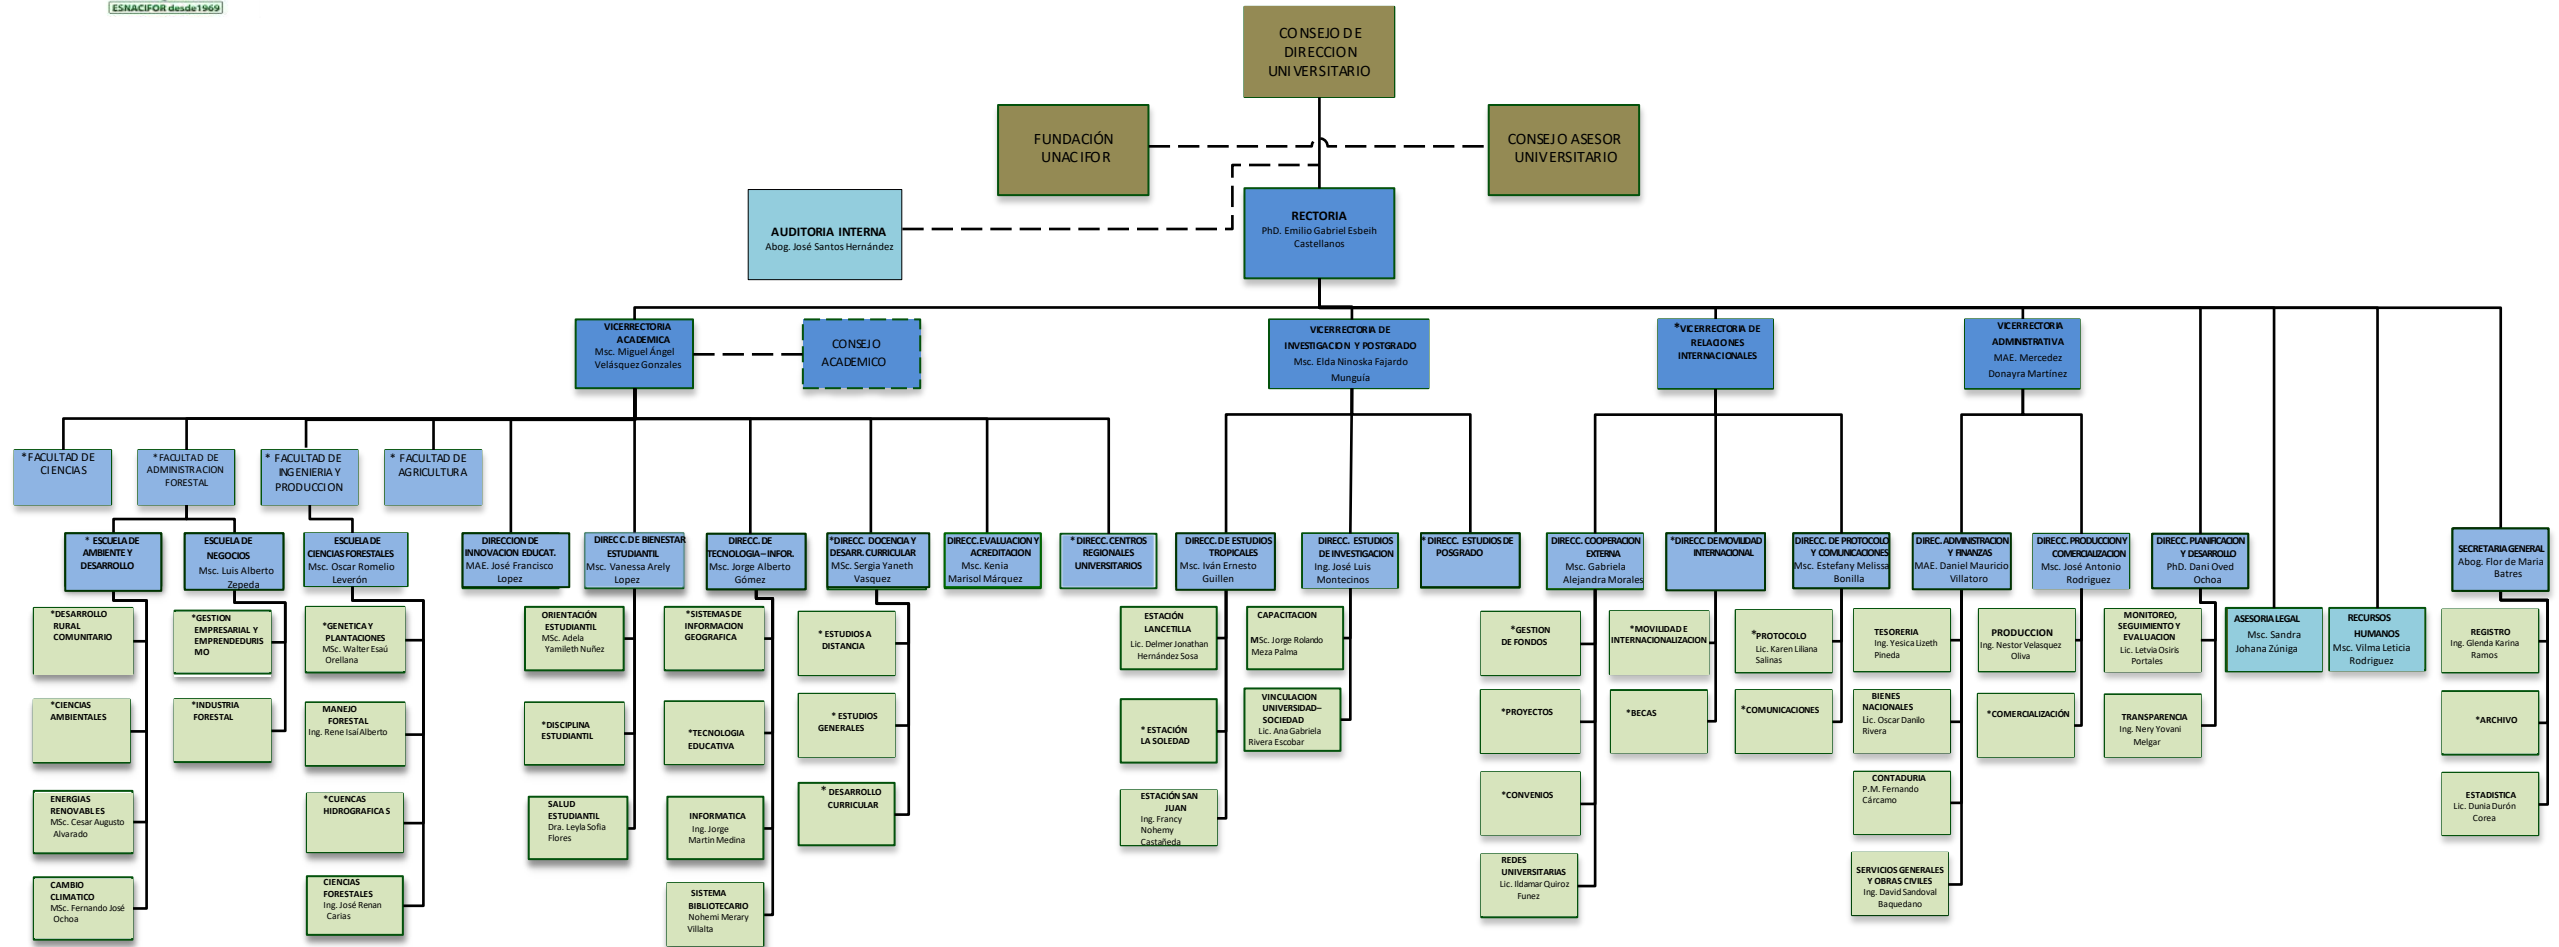 ESNACIFOR desde1969
CONSEJO DE
DIRECCION
UNIVERSITARIO
FUNDACIÓN
UNACIFOR
CONSEJO ASESOR
UNIVERSITARIO
AUDITORIA INTERNA
Abog. José Santos Hernández
RECTORIA
PhD. Emilio Gabriel Esbeih
Castellanos
VICERRECTORIA
ACADEMICA
Msc. Miguel Ángel
Velásquez Gonzales
CONSEJO
ACADEMICO
VICERRECTORIA DE
INVESTIGACION Y POSTGRADO
Msc. Elda Ninoska Fajardo
Munguía
*VICERRECTORIA DE
RELACIONES
INTERNACIONALES
VICERRECTORIA
ADMINISTRATIVA
MAE. Mercedez
Donayra Martínez
*FACULTAD DE
CIENCIAS
*FACULTAD DE
ADMINISTRACION
FORESTAL
* FACULTAD DE
INGENIERIA Y
PRODUCCION
* FACULTAD DE
AGRICULTURA
* ESCUELA DE
AMBIENTE Y
DESARROLLO
ESCUELA DE
NEGOCIOS
Msc. Luis Alberto
Zepeda
ESCUELA DE
CIENCIAS FORESTALES
Msc. Oscar Romelio
Leverón
DIRECCION DE
INNOVACION EDUCAT.
MAE. José Francisco
Lopez
DIRECC. DE BIENESTAR
ESTUDIANTIL
Msc. Vanessa Arely
Lopez
DIRECC. DE
TECNOLOGIA – INFOR.
Msc. Jorge Alberto
Gómez
*DIRECC. DOCENCIA Y
DESARR. CURRICULAR
MSc. Sergia Yaneth
Vasquez
DIRECC. EVALUACION Y
ACREDITACION
Msc. Kenia
Marisol Márquez
* DIRECC. CENTROS
REGIONALES
UNIVERSITARIOS
DIRECC. DE ESTUDIOS
TROPICALES
Msc. Iván Ernesto
Guillen
DIRECC. ESTUDIOS
DE INVESTIGACION
Ing. José Luis
Montecinos
* DIRECC. ESTUDIOS DE
POSGRADO
DIRECC. COOPERACION
EXTERNA
Msc. Gabriela
Alejandra Morales
*DIRECC. DE MOVILIDAD
INTERNACIONAL
DIRECC. DE PROTOCOLO
Y COMUNICACIONES
Msc. Estefany Melissa
Bonilla
DIREC. ADMINISTRACION
Y FINANZAS
MAE. Daniel Mauricio
Villatoro
DIRECC. PRODUCCION Y
COMERCIALIZACION
Msc. José Antonio
Rodriguez
DIRECC. PLANIFICACION
Y DESARROLLO
PhD. Dani Oved
Ochoa
SECRETARIA GENERAL
Abog. Flor de Maria
Batres
*DESARROLLO
RURAL
COMUNITARIO
*CIENCIAS
AMBIENTALES
ENERGIAS
RENOVABLES
MSc. Cesar Augusto
Alvarado
CAMBIO
CLIMATICO
MSc. Fernando José
Ochoa
*GESTION
EMPRESARIAL Y
EMPRENDEDURIS
MO
*INDUSTRIA
FORESTAL
*GENETICA Y
PLANTACIONES
MSc. Walter Esaú
Orellana
MANEJO
FORESTAL
Ing. Rene Isaí Alberto
*CUENCAS
HIDROGRAFICAS
CIENCIAS
FORESTALES
Ing. José Renan
Carias
ORIENTACIÓN
ESTUDIANTIL
MSc. Adela
Yamileth Nuñez
*DISCIPLINA
ESTUDIANTIL
SALUD
ESTUDIANTIL
Dra. Leyla Sofia
Flores
*SISTEMAS DE
INFORMACION
GEOGRAFICA
*TECNOLOGIA
EDUCATIVA
INFORMATICA
Ing. Jorge
Martin Medina
SISTEMA
BIBLIOTECARIO
Nohemi Merary
Villalta
* ESTUDIOS A
DISTANCIA
* ESTUDIOS
GENERALES
* DESARROLLO
CURRICULAR
ESTACIÓN
LANCETILLA
Lic. Delmer Jonathan
Hernández Sosa
* ESTACIÓN
LA SOLEDAD
ESTACIÓN SAN
JUAN
Ing. Francy
Nohemy
Castañeda
CAPACITACION
MSc. Jorge Rolando
Meza Palma
VINCULACION
UNIVERSIDAD–
SOCIEDAD
Lic. Ana Gabriela
Rivera Escobar
*GESTION
DE FONDOS
*PROYECTOS
*CONVENIOS
REDES
UNIVERSITARIAS
Lic. Ildamar Quiroz
Funez
*MOVILIDAD E
INTERNACIONALIZACION
*BECAS
*PROTOCOLO
Lic. Karen Liliana
Salinas
*COMUNICACIONES
TESORERIA
Ing. Yesica Lizeth
Pineda
BIENES
NACIONALES
Lic. Oscar Danilo
Rivera
CONTADURIA
P.M. Fernando
Cárcamo
SERVICIOS GENERALES
Y OBRAS CIVILES
Ing. David Sandoval
Baquedano
PRODUCCION
Ing. Nestor Velasquez
Oliva
*COMERCIALIZACIÓN
MONITOREO,
SEGUIMIENTO Y
EVALUACION
Lic. Letvia Osiris
Portales
TRANSPARENCIA
Ing. Nery Yovani
Melgar
ASESORIA LEGAL
Msc. Sandra
Johana Zúniga
RECURSOS
HUMANOS
Msc. Vilma Leticia
Rodriguez
REGISTRO
Ing. Glenda Karina
Ramos
*ARCHIVO
ESTADISTICA
Lic. Dunia Durón
Corea